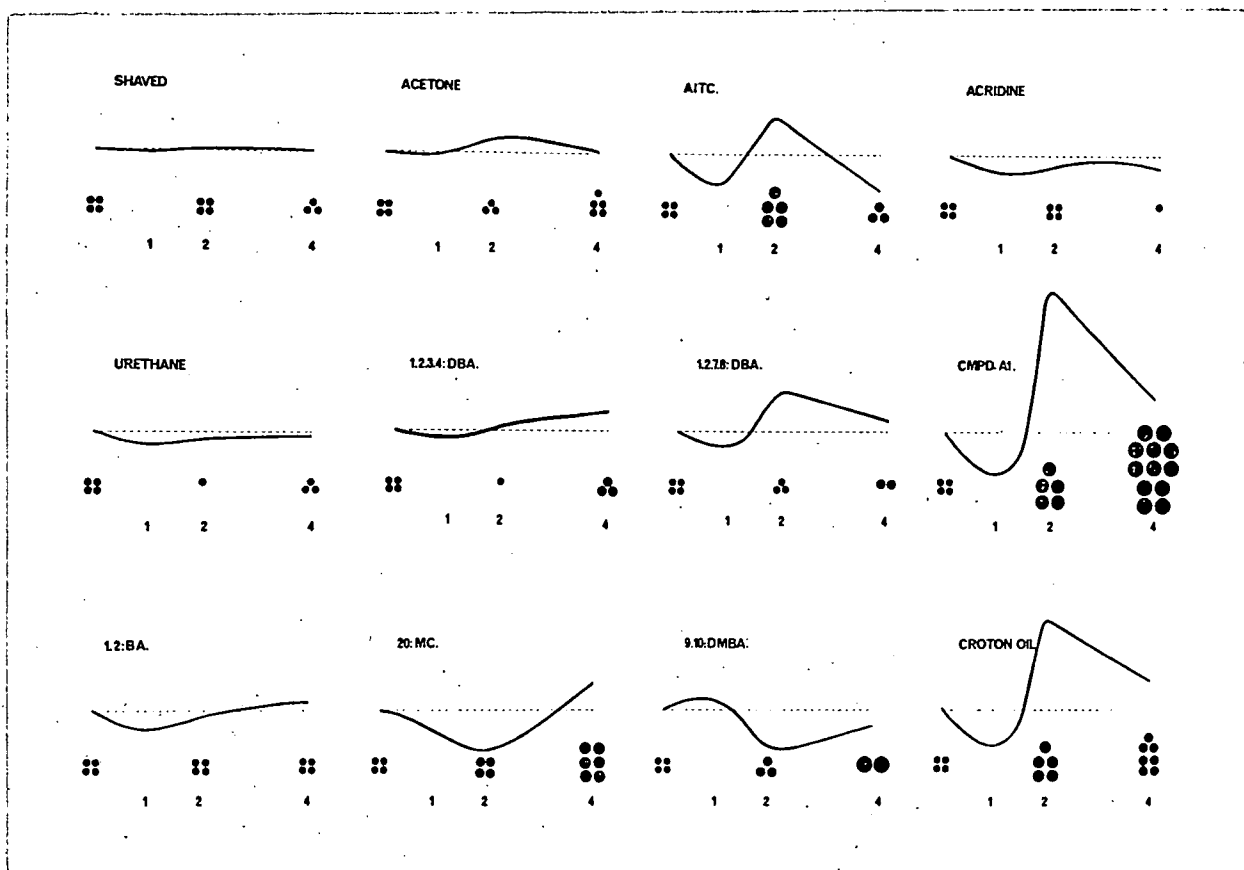 SHAVED
ACETONE
A.I.T.C.
ACRIDINE
1 2 4
1 2 4
1 2 4
1 2 4
URETHANE
1.2.3.4: DBA.
1.2.7.8: DBA.
CMPD. A1.
1 2 4
1 2 4
1 2 4
1 2 4
1.2: BA.
20: MC.
9.10: DMBA.
CROTON OIL
1 2 4
1 2 4
1 2 4
1 2 4